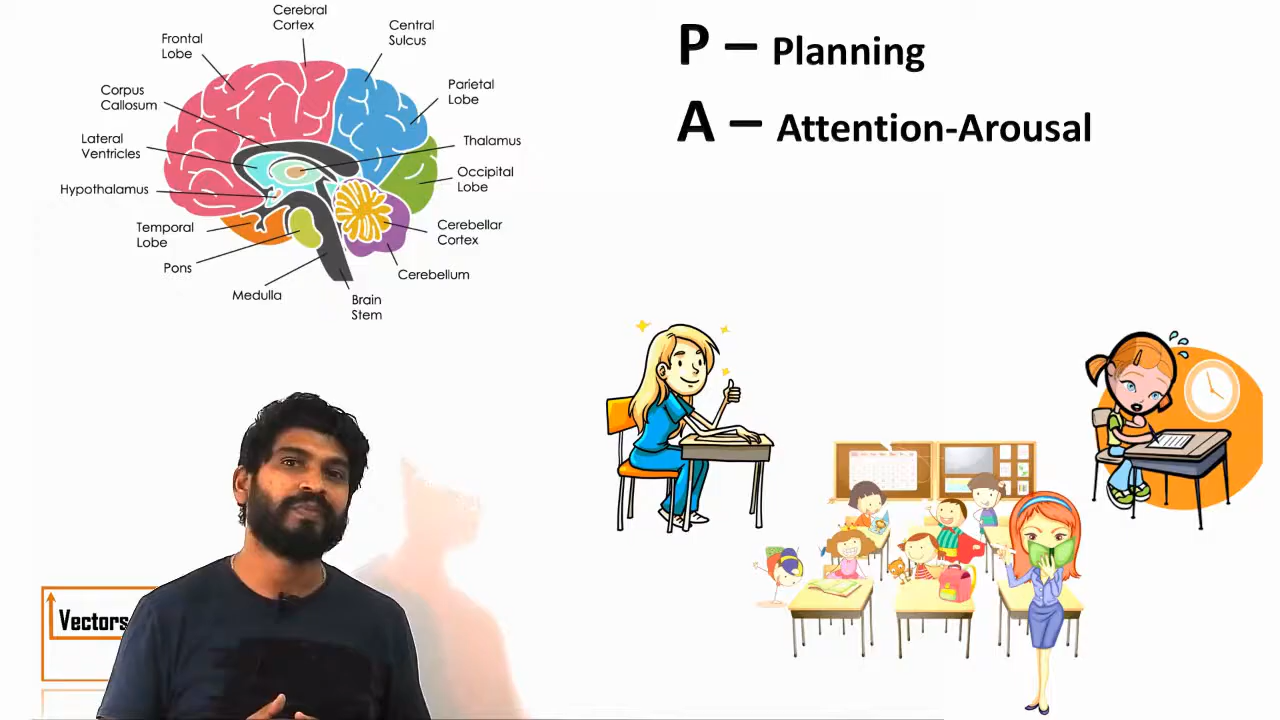 Cerebral
Cortex
Central
Sulcus
Frontal
Lobe
Parietal
Lobe
Corpus
Callosum
Lateral
Ventricles
Thalamus
Occipital
Lobe
Hypothalamus
Temporal
Lobe
Cerebellar
Cortex
Pons
Cerebellum
Medulla
Brain
Stem
P – Planning
A – Attention-Arousal
Vectors